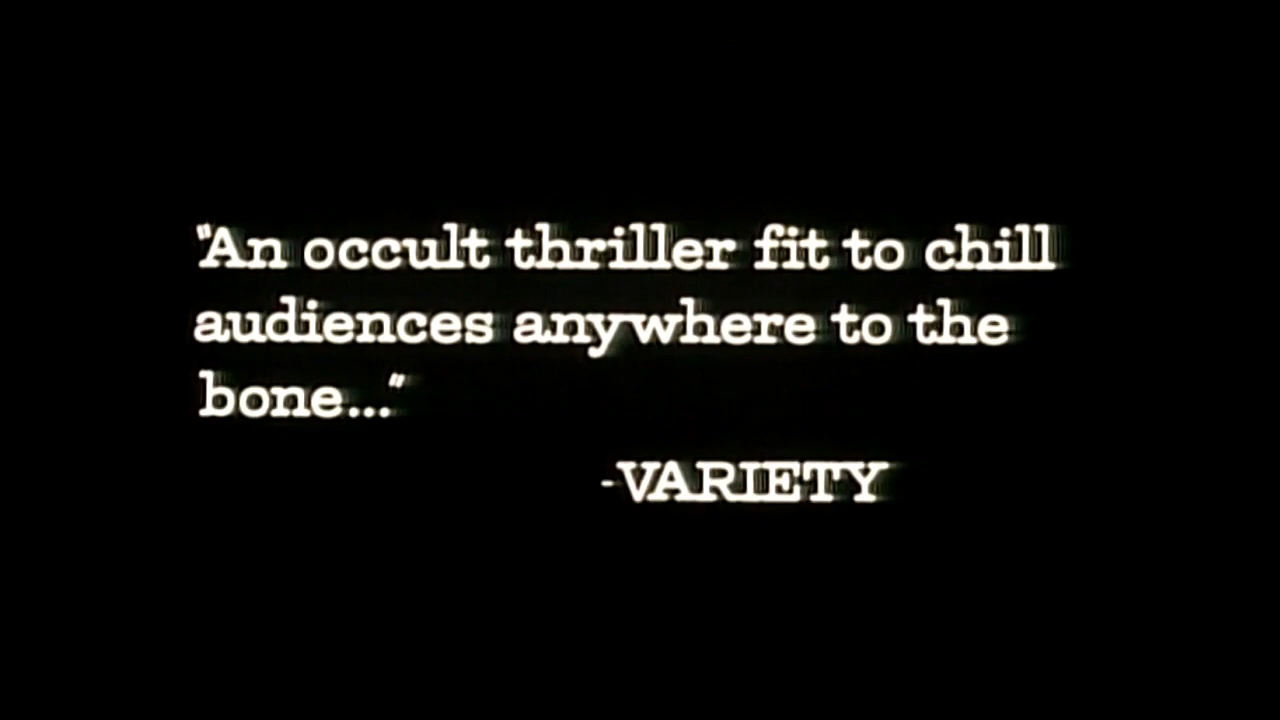 "An occult thriller fit to chill
audiences anywhere to the
bone..."
-VARIETY